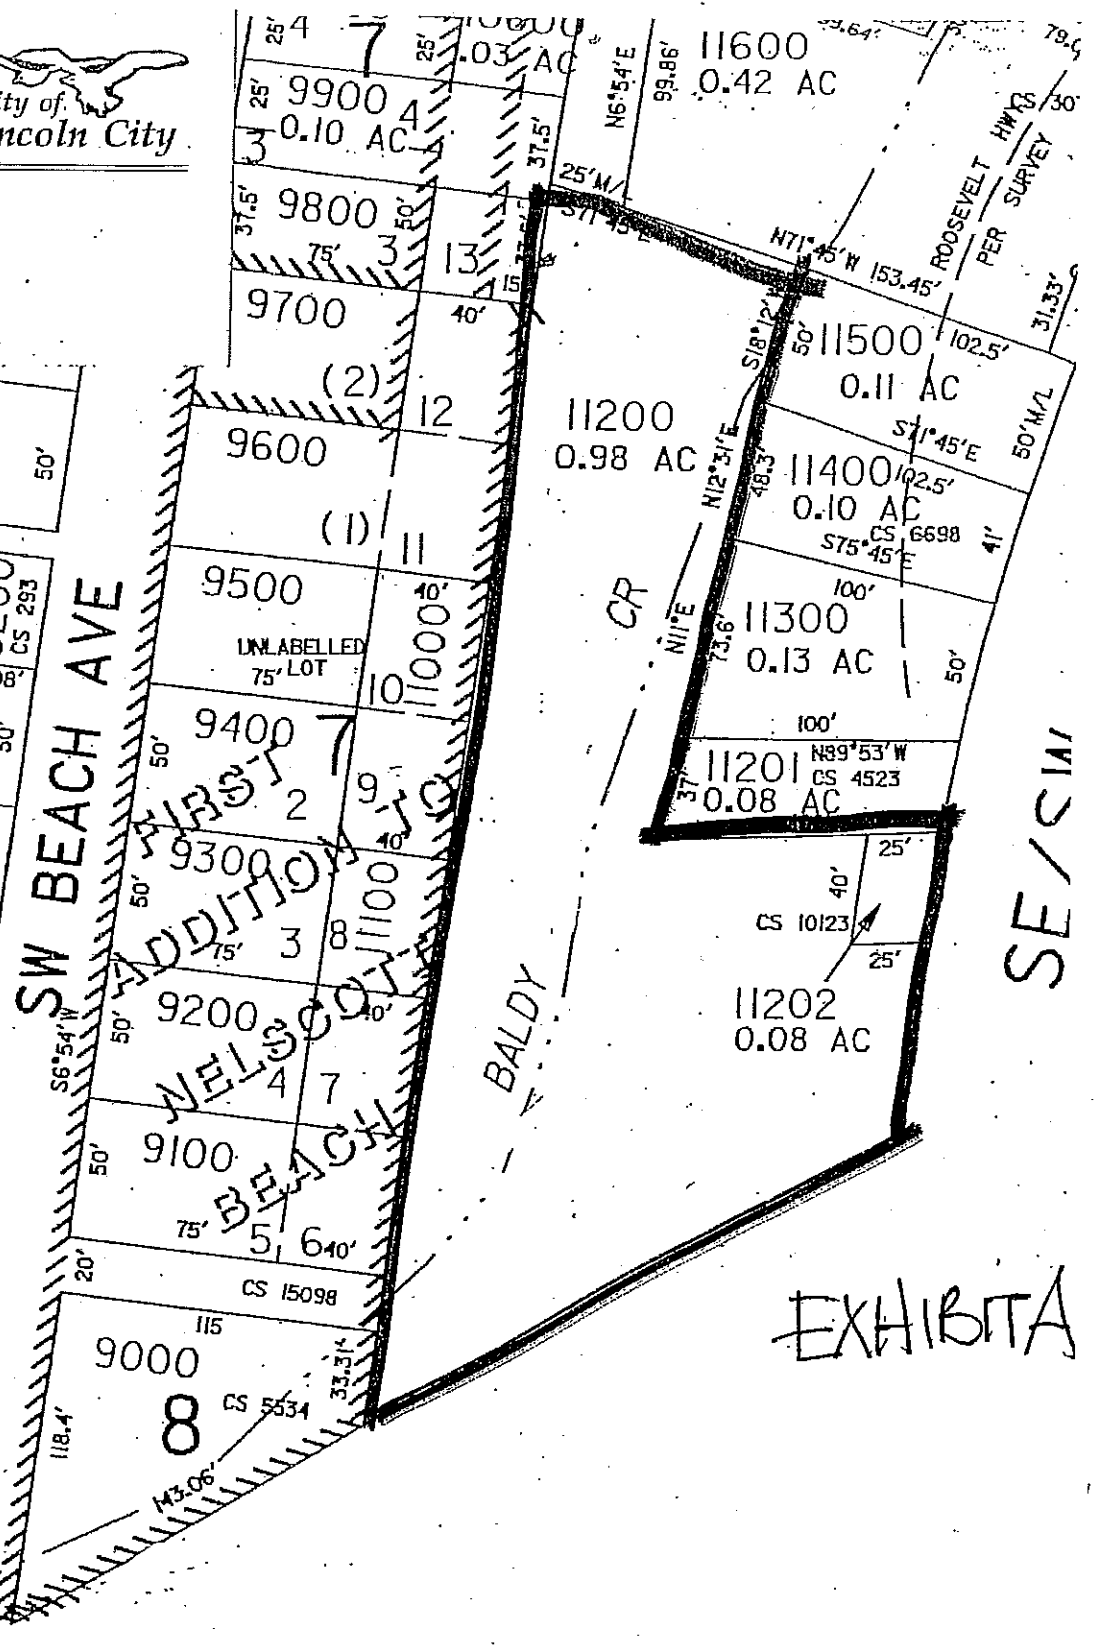 ity of
ncoln City
25'
4
7
25'
.03 AC
11600
0.42 AC
N6°54'E
99.86'
25'
9900
4
0.10 AC
3
37.5'
25' M/L
S71°45'E
37.5'
9800
50'
75'
3
13
15
N71°45'W 153.45'
ROOSEVELT HWY
PER SURVEY
31.33'
9700
40'
(2)
12
11200
0.98 AC
S18°12'W
50'
11500
0.11 AC
102.5'
S71°45'E
50' M/L
9600
(1)
11
N12°31'E
48.3'
11400
102.5'
0.10 AC
CS 6698
S75°45'E
41'
50'
CS 293
9500
40'
UNLABELLED
LOT
75'
10
11000
CR
N11°E
73.6'
100'
11300
0.13 AC
50'
100'
SW BEACH AVE
9400
7
50'
2
9
40'
11201
N89°53'W
CS 4523
37'
0.08 AC
FIRST
ADDITION TO
NELSCOTT
BEACH
9300
50'
75'
3
8
11100
25'
40'
CS 10123
25'
11202
0.08 AC
SE/SW
9200
40'
50'
S6°54'W
4
7
BALDY
9100
50'
75'
5
6
40'
20'
CS 15098
115
9000
8
CS 5534
33.31'
118.4'
143.06'
EXHIBIT A